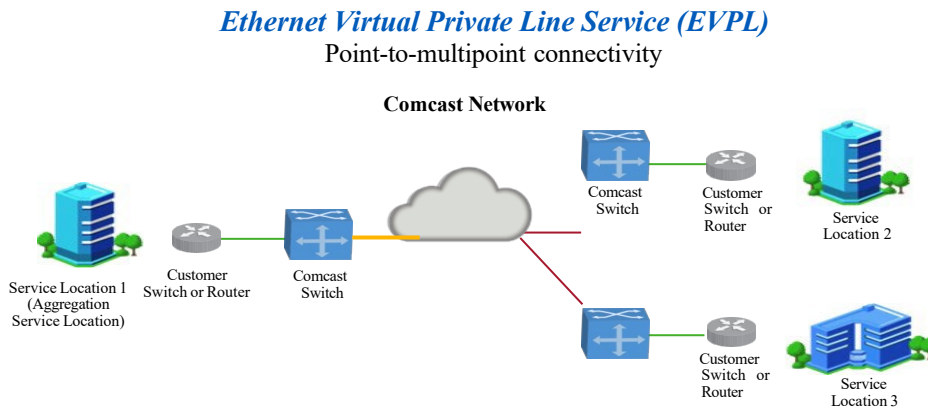 Ethernet Virtual Private Line Service (EVPL)
Point-to-multipoint connectivity
Comcast Network
Service Location 1
(Aggregation
Service Location)
Customer
Switch or Router
Comcast
Switch
Comcast
Switch
Customer
Switch or
Router
Service
Location 2
Customer
Switch or
Router
Service
Location 3